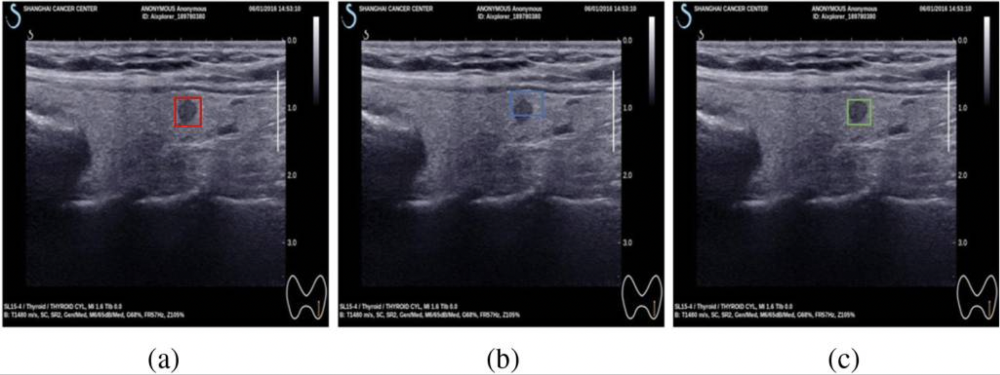 SHANGHAI CANCER CENTER
ANONYMOUS Anonymous
06/01/2016 14:53:10
ID: Aixplorer_189780380
S
0.0
1.0
2.0
3.0
SL15-4 / Thyroid / THYROID CYL, MI 1.6 TIb 0.0
B: T1480 m/s, SC, SR2, Gen/Med, M6/65dB/Med, G68%, FR57Hz, Z105%
(a)
SHANGHAI CANCER CENTER
ANONYMOUS Anonymous
06/01/2016 14:53:10
ID: Aixplorer_189780380
S
0.0
1.0
2.0
3.0
SL15-4 / Thyroid / THYROID CYL, MI 1.6 TIb 0.0
B: T1480 m/s, SC, SR2, Gen/Med, M6/65dB/Med, G68%, FR57Hz, Z105%
(b)
SHANGHAI CANCER CENTER
ANONYMOUS Anonymous
06/01/2016 14:53:10
ID: Aixplorer_189780380
S
0.0
1.0
2.0
3.0
SL15-4 / Thyroid / THYROID CYL, MI 1.6 TIb 0.0
B: T1480 m/s, SC, SR2, Gen/Med, M6/65dB/Med, G68%, FR57Hz, Z105%
(c)